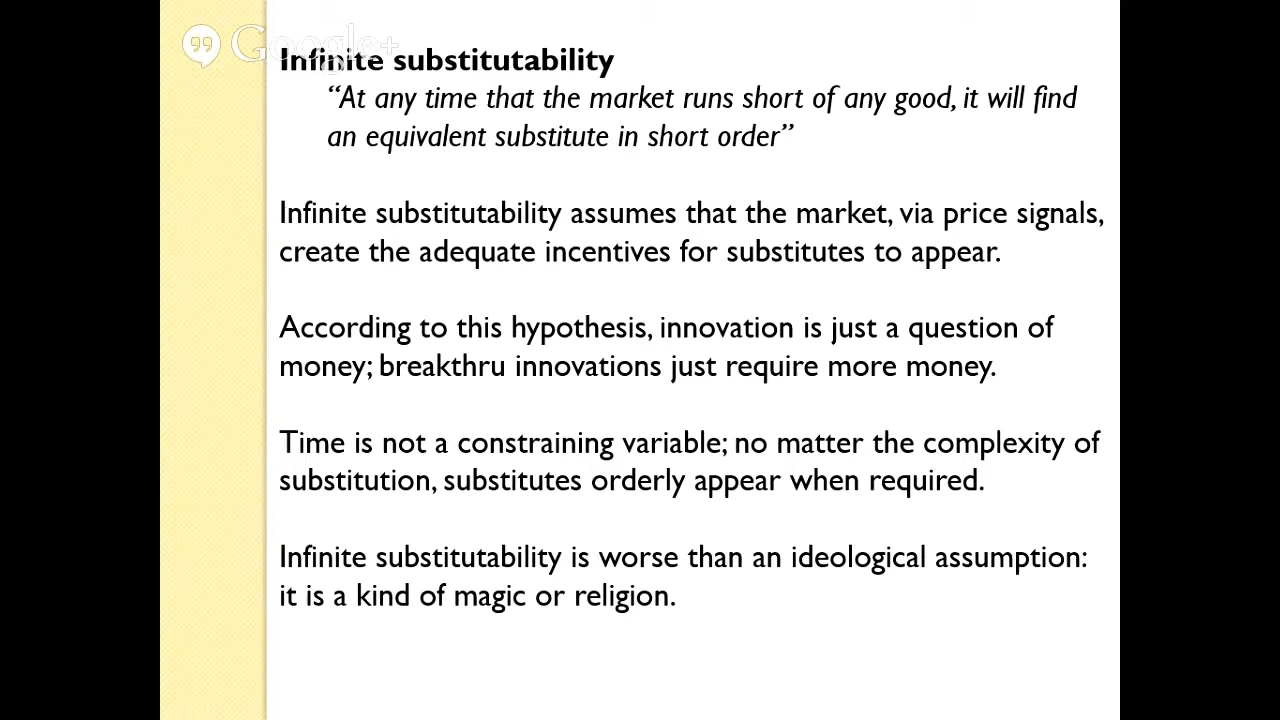 Google+
Infinite substitutability
“At any time that the market runs short of any good, it will find
an equivalent substitute in short order”
Infinite substitutability assumes that the market, via price signals,
create the adequate incentives for substitutes to appear.
According to this hypothesis, innovation is just a question of
money; breakthru innovations just require more money.
Time is not a constraining variable; no matter the complexity of
substitution, substitutes orderly appear when required.
Infinite substitutability is worse than an ideological assumption:
it is a kind of magic or religion.